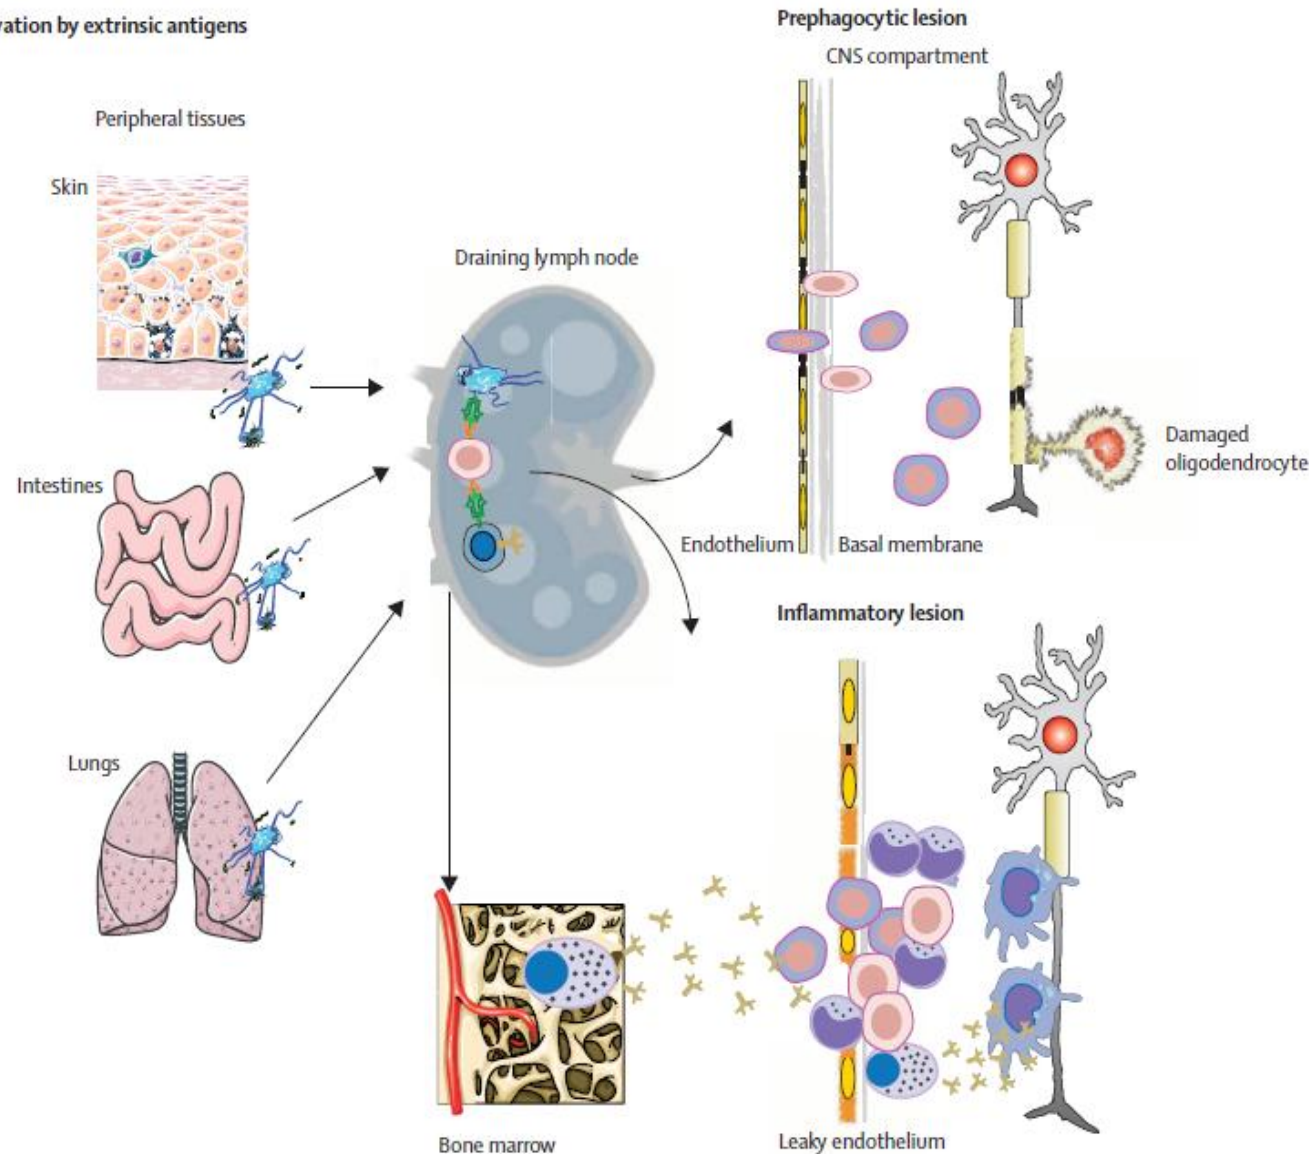 vation by extrinsic antigens
Peripheral tissues
Skin
Intestines
Lungs
Draining lymph node
Bone marrow
Prephagocytic lesion
CNS compartment
Damaged
oligodendrocyte
Endothelium
Basal membrane
Inflammatory lesion
Leaky endothelium